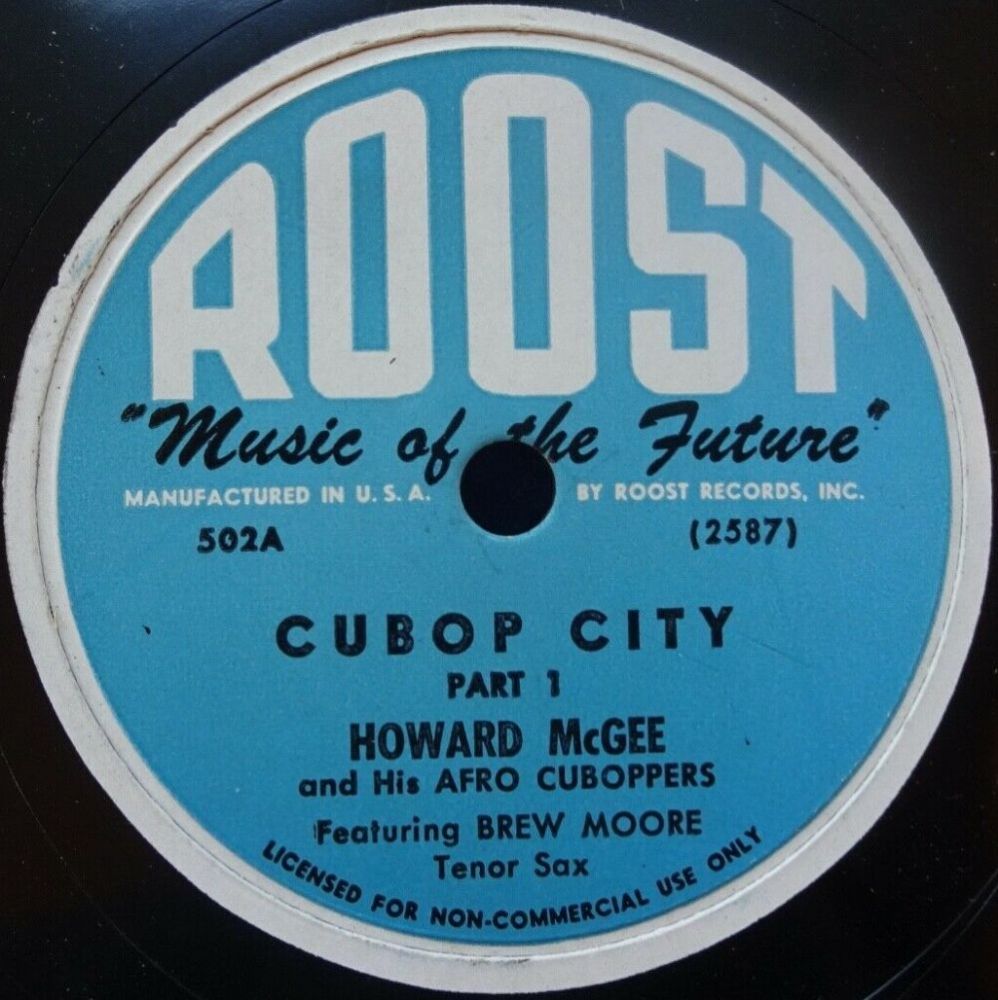 ROOST
"Music of the Future"
MANUFACTURED IN U.S.A. BY ROOST RECORDS, INC.
502A (2587)
CUBOP CITY
PART 1
HOWARD McGEE
and His AFRO CUBOPPERS
Featuring BREW MOORE
Tenor Sax
LICENSED FOR NON-COMMERCIAL USE ONLY